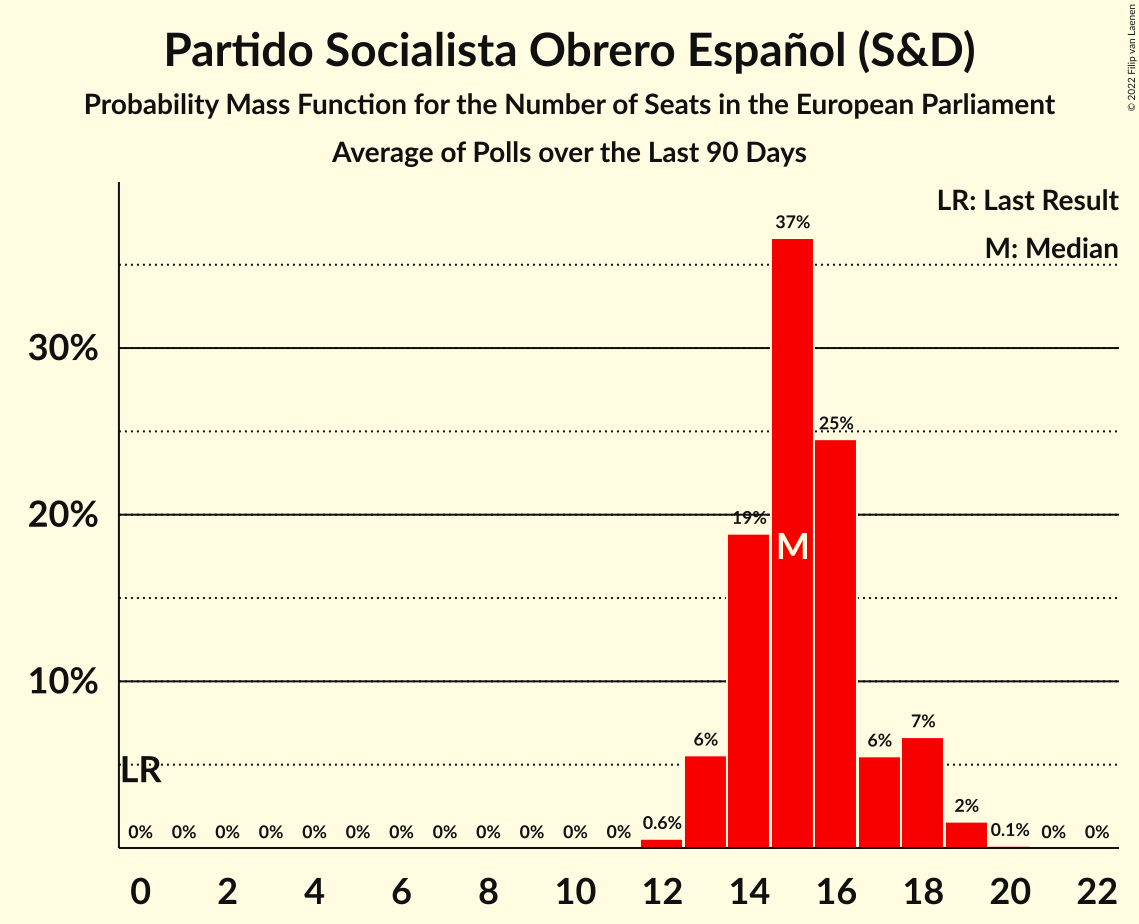 Partido Socialista Obrero Español (S&D)
Probability Mass Function for the Number of Seats in the European Parliament
Average of Polls over the Last 90 Days
© 2022 Filip van Laenen
LR: Last Result
M: Median
30%
20%
10%
37%
25%
19%
M
LR
0% 0% 0% 0% 0% 0% 0% 0% 0% 0% 0% 0% 0.6% 6% 6% 7% 2% 0.1% 0% 0%
0 2 4 6 8 10 12 14 16 18 20 22